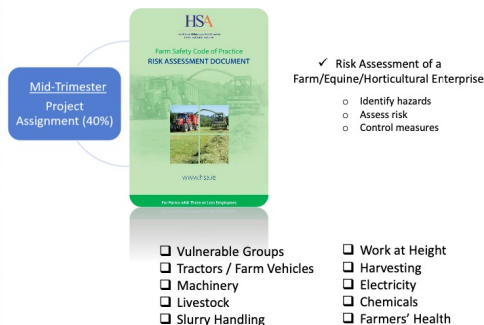 Mid-Trimester
Project
Assignment (40%)
HSA
Farm Safety Code of Practice
RISK ASSESSMENT DOCUMENT
www.hsa.ie
For Farms with Three or Less Employees
✓ Risk Assessment of a
Farm/Equine/Horticultural Enterprise
o Identify hazards
o Assess risk
o Control measures
❑ Vulnerable Groups
❑ Tractors / Farm Vehicles
❑ Machinery
❑ Livestock
❑ Slurry Handling
❑ Work at Height
❑ Harvesting
❑ Electricity
❑ Chemicals
❑ Farmers' Health